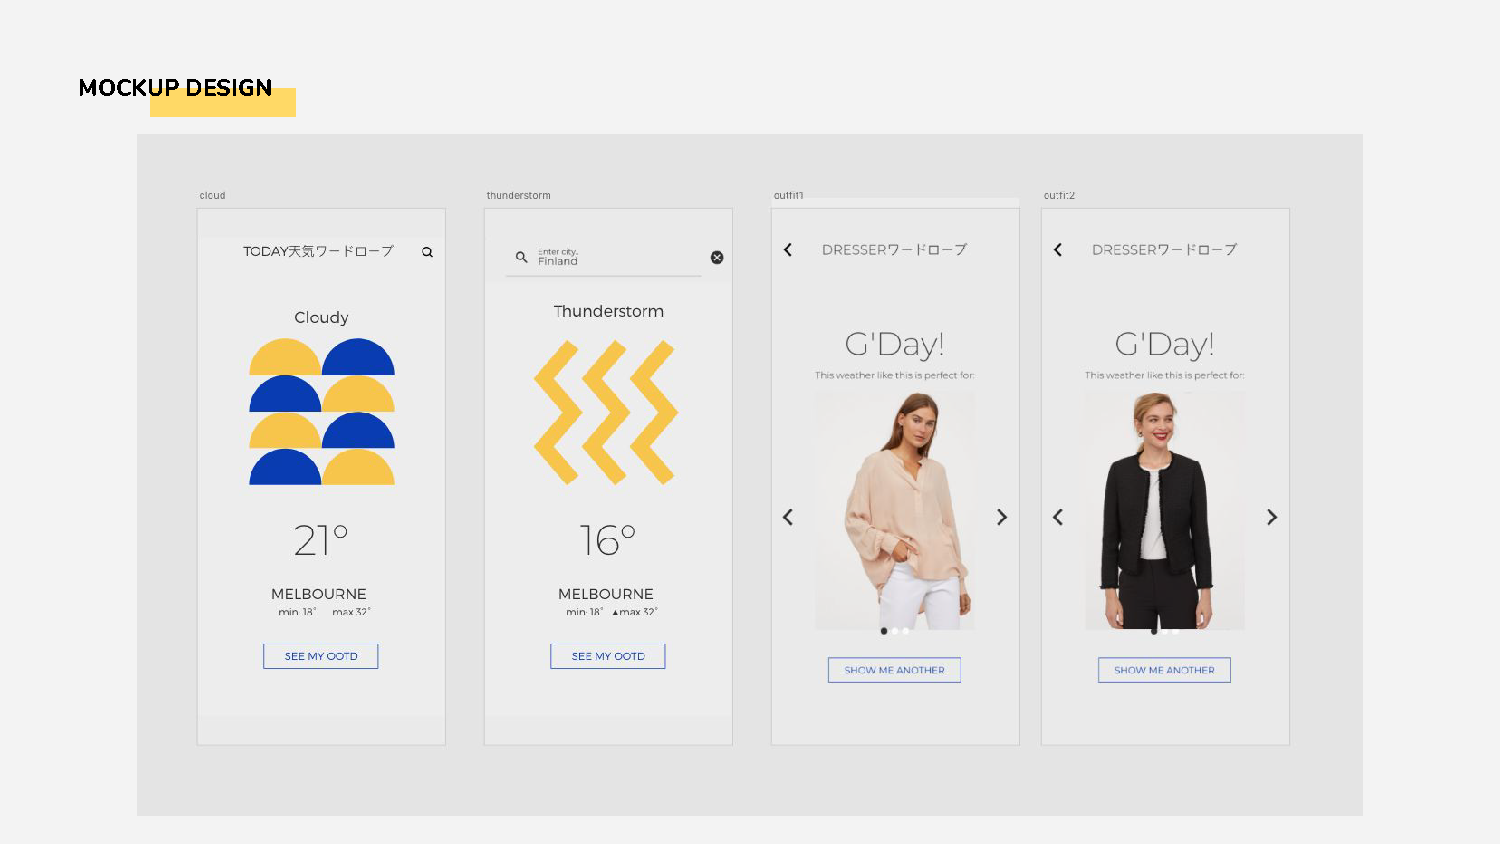 MOCKUP DESIGN
cloud
TODAY天気ワードローブ
Cloudy
21°
MELBOURNE
min 18° max 32°
SEE MY OOTD
thunderstorm
Enter city.
Finland
Thunderstorm
16°
MELBOURNE
min 18° ▲max 32°
SEE MY OOTD
outfit1
DRESSERワードローブ
G'Day!
This weather like this is perfect for:
SHOW ME ANOTHER
outfit2
DRESSERワードローブ
G'Day!
This weather like this is perfect for:
SHOW ME ANOTHER